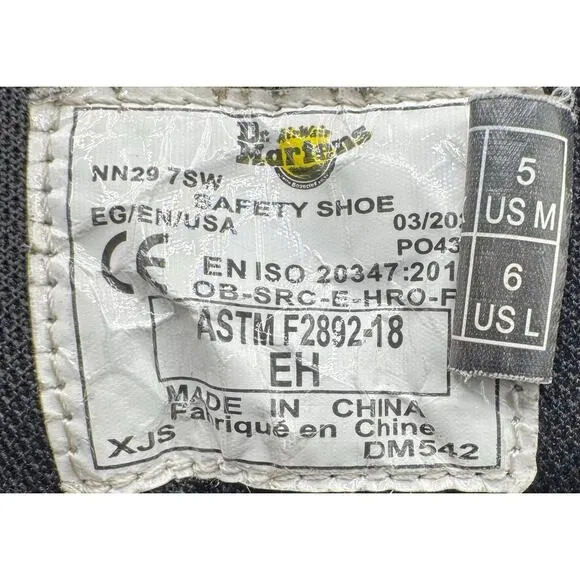 Dr. Martens
NN29 7SW
SAFETY SHOE
EG/EN/USA
03/20
PO43
EN ISO 20347:201
OB-SRC-E-HRO-F
ASTM F2892-18
EH
MADE IN CHINA
Fabriqué en Chine
XJS
DM542
5
US M
6
US L